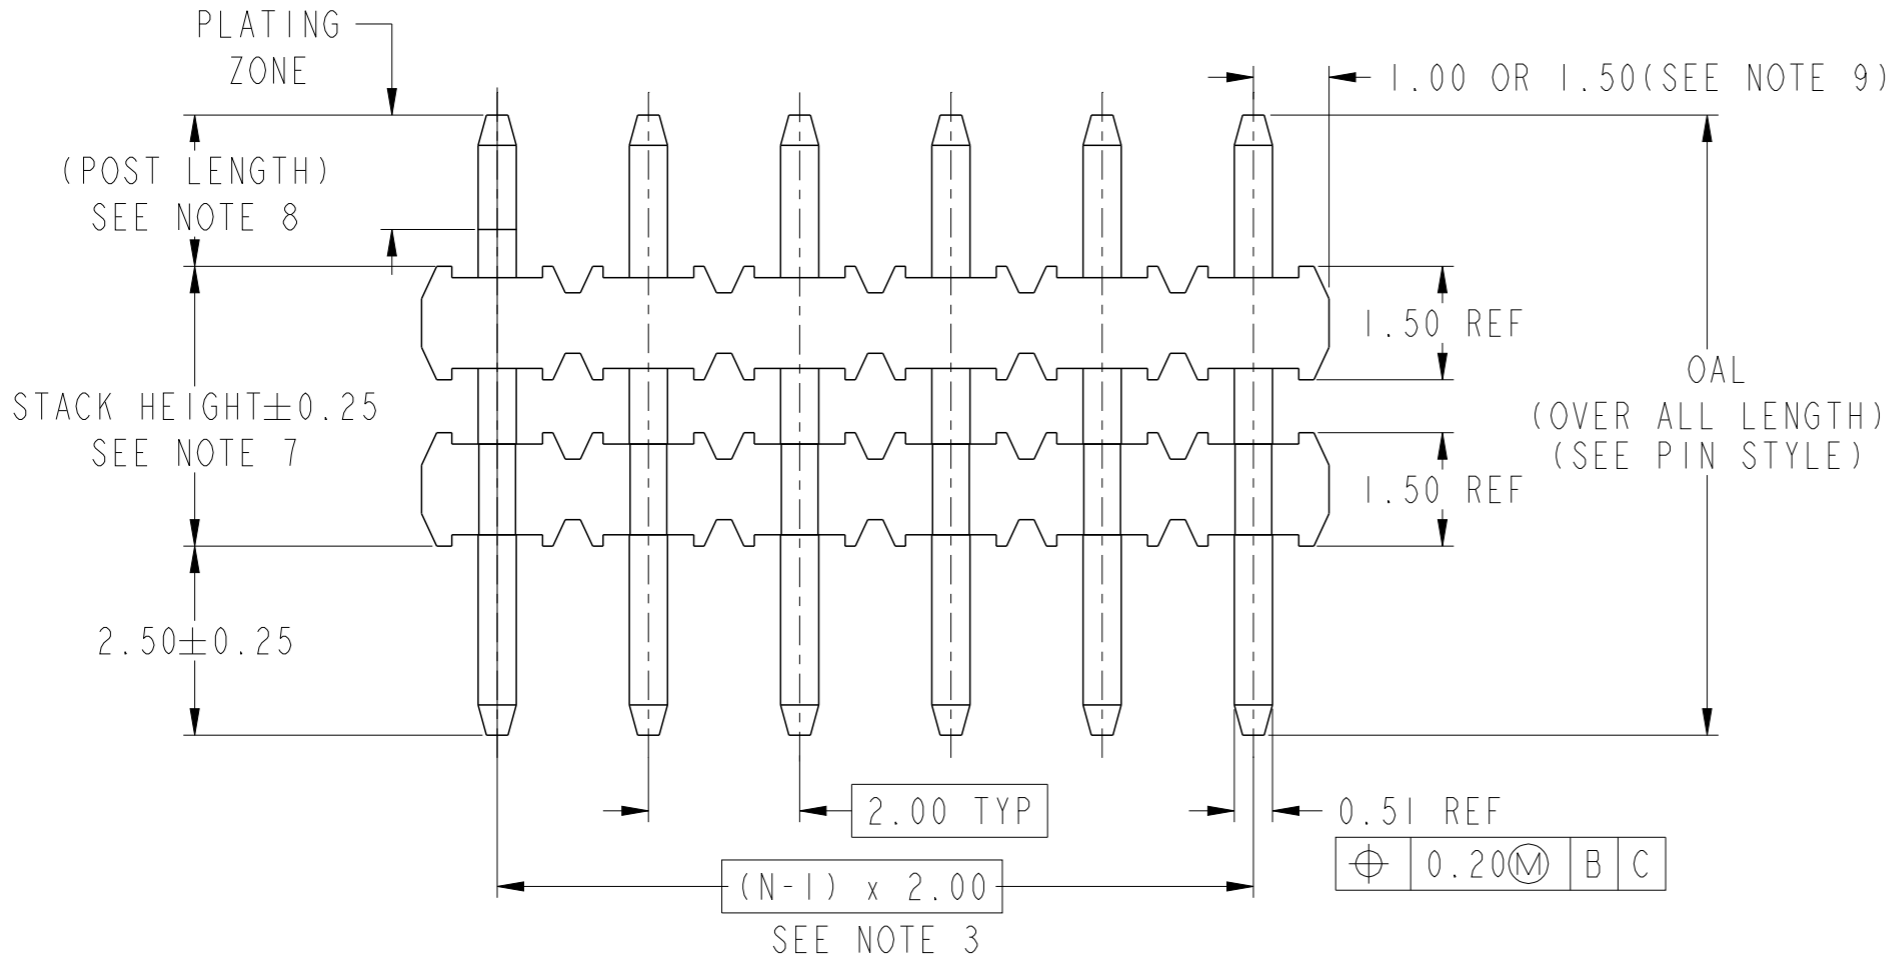 PLATING
ZONE
1.00 OR 1.50(SEE NOTE 9)
(POST LENGTH)
SEE NOTE 8
1.50 REF
OAL
(OVER ALL LENGTH)
(SEE PIN STYLE)
STACK HEIGHT±0.25
SEE NOTE 7
1.50 REF
2.50±0.25
2.00 TYP
0.51 REF
⌖ 0.20Ⓜ B C
(N-1) x 2.00
SEE NOTE 3